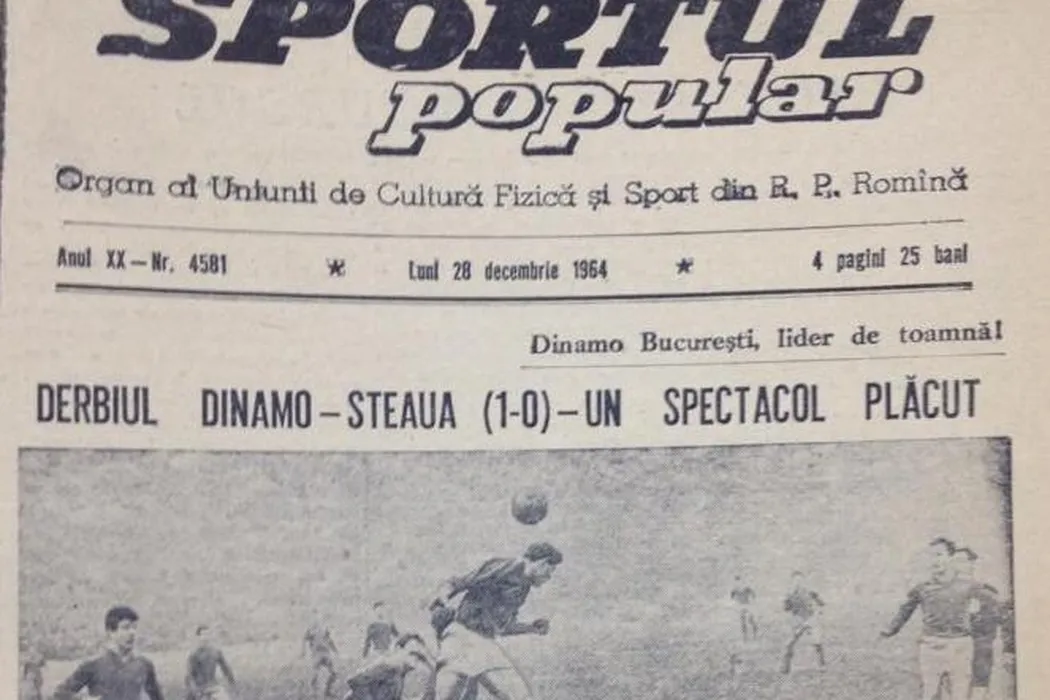 SPORTUL
popular
Organ al Uniunii de Cultură Fizică și Sport din R. P. Romînă
Anul XX — Nr. 4581 ★ Luni 28 decembrie 1964 ★ 4 pagini 25 bani
Dinamo București, lider de toamnă!
DERBIUL DINAMO – STEAUA (1-0) – UN SPECTACOL PLĂCUT